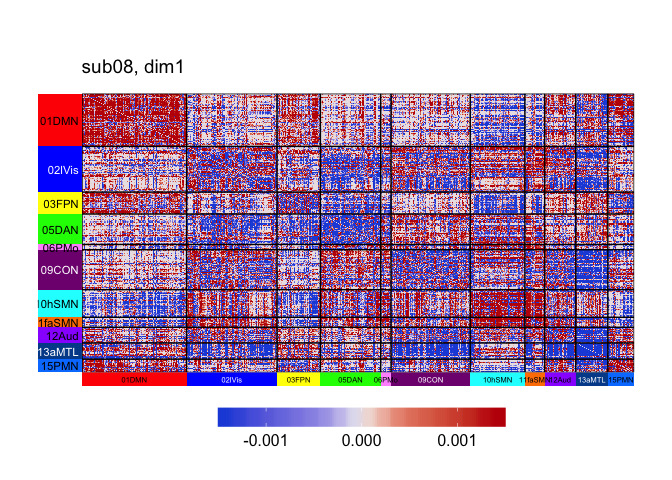 sub08, dim1
01DMN
02lVis
03FPN
05DAN
06PMo
09CON
10hSMN
1faSMN
12Aud
13aMTL
15PMN
01DMN 02lVis 03FPN 05DAN 06PMo 09CON 10hSMN 11faSMN 12Aud 13aMTL 15PMN
-0.001 0.000 0.001